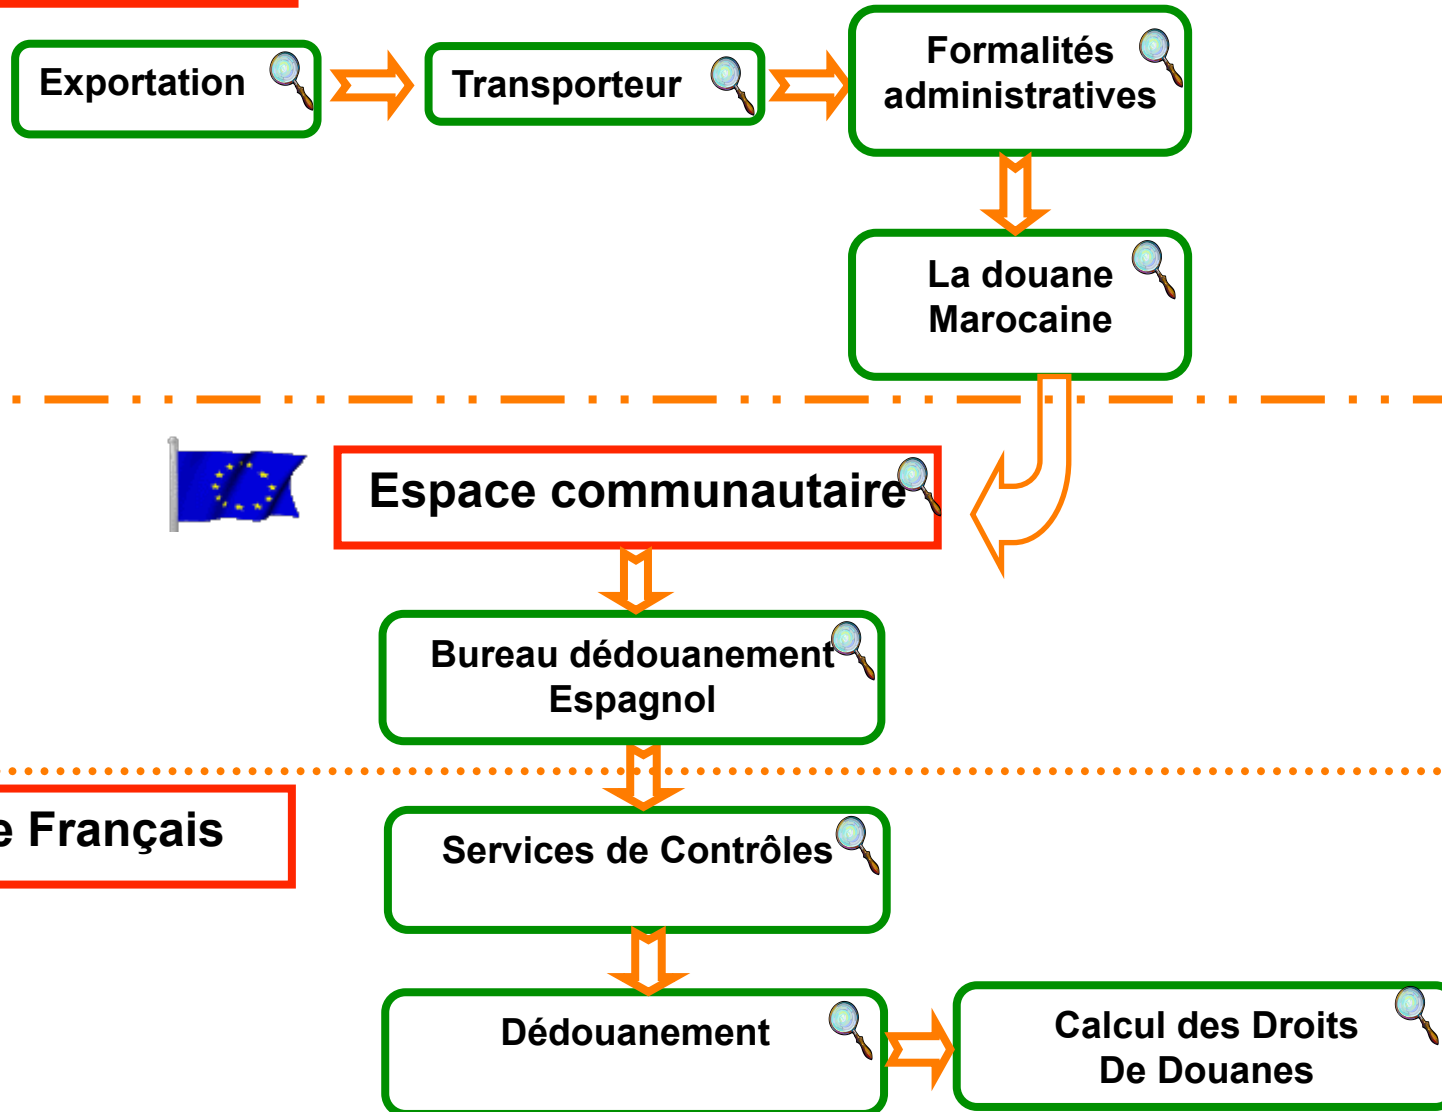 Exportation
Transporteur
Formalités
administratives
La douane
Marocaine
Espace communautaire
Bureau dédouanement
Espagnol
e Français
Services de Contrôles
Dédouanement
Calcul des Droits
De Douanes